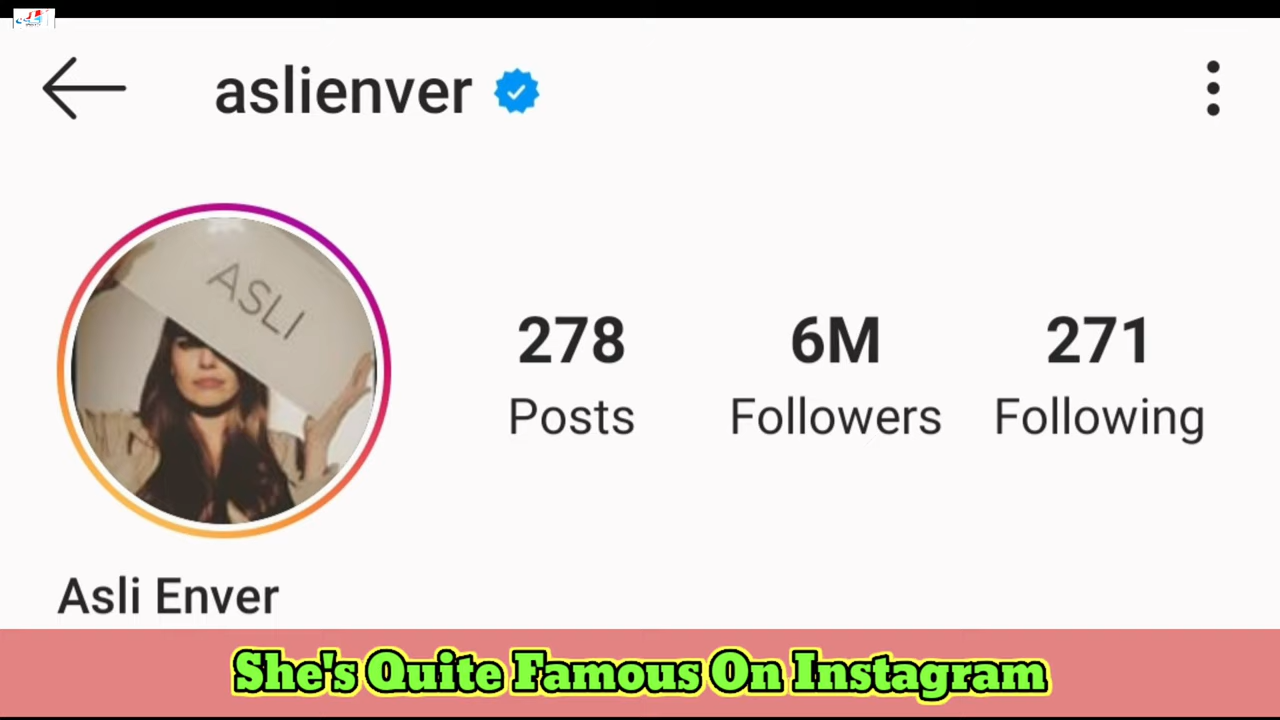 aslienver
ASLI
278 6M 271
Posts Followers Following
Asli Enver
She's Quite Famous On Instagram